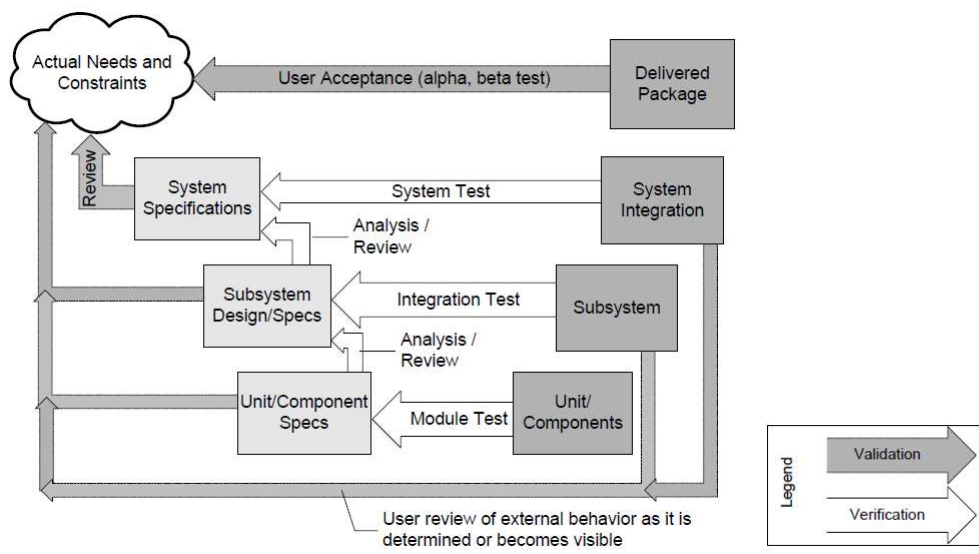 Actual Needs and
Constraints
User Acceptance (alpha, beta test)
Delivered
Package
Review
System
Specifications
System Test
System
Integration
Analysis /
Review
Subsystem
Design/Specs
Integration Test
Subsystem
Analysis /
Review
Unit/Component
Specs
Module Test
Unit/
Components
User review of external behavior as it is
determined or becomes visible
Legend
Validation
Verification